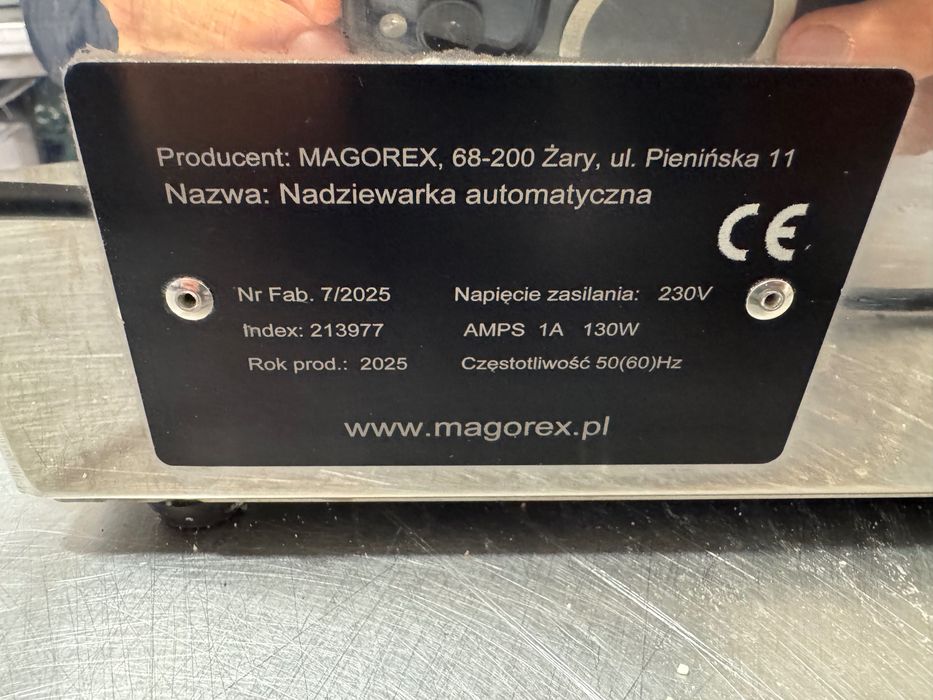 Producent: MAGOREX, 68-200 Żary, ul. Pienińska 11
Nazwa: Nadziewarka automatyczna
CE
Nr Fab. 7/2025 Napięcie zasilania: 230V
Index: 213977 AMPS 1A 130W
Rok prod.: 2025 Częstotliwość 50(60)Hz
www.magorex.pl